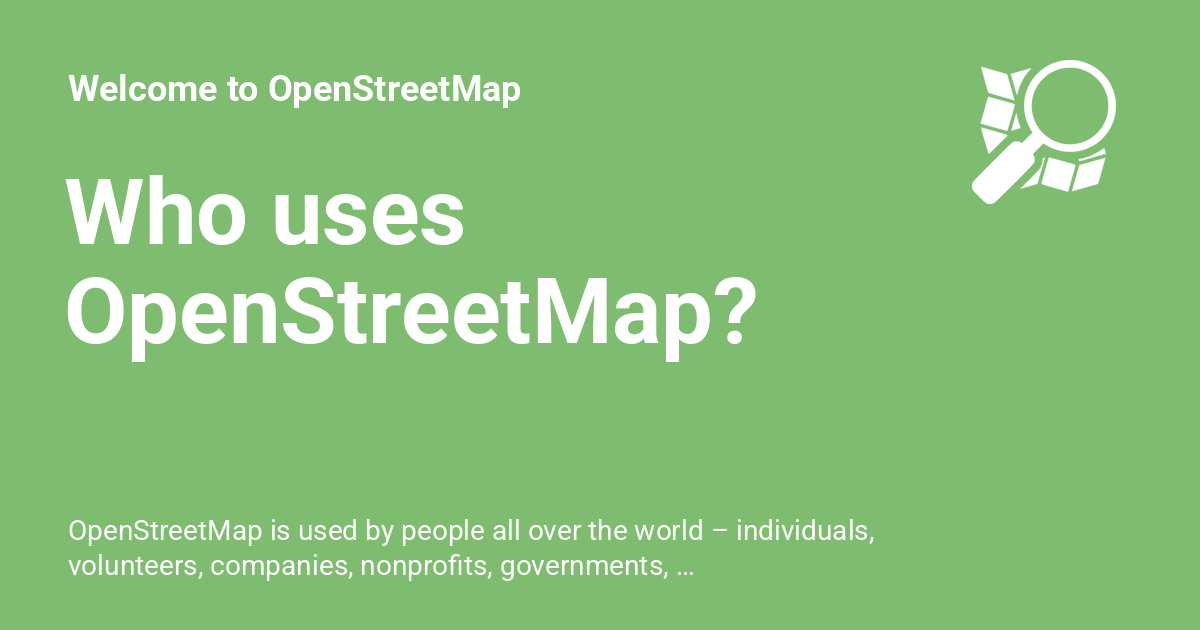 Welcome to OpenStreetMap
Who uses
OpenStreetMap?
OpenStreetMap is used by people all over the world – individuals,
volunteers, companies, nonprofits, governments, ...